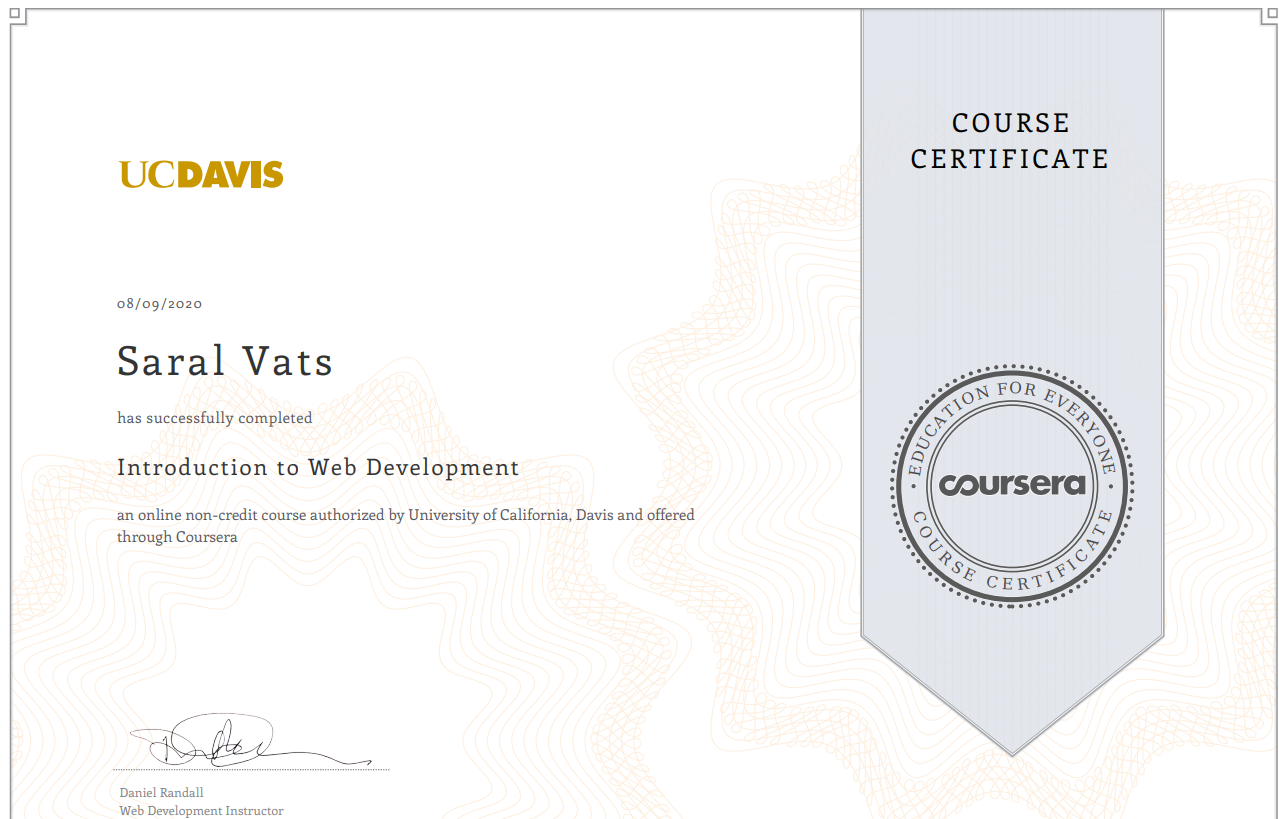 COURSE
CERTIFICATE
UCDAVIS
08/09/2020
Saral Vats
has successfully completed
Introduction to Web Development
an online non-credit course authorized by University of California, Davis and offered
through Coursera
EDUCATION FOR EVERYONE
coursera
COURSE CERTIFICATE
Daniel Randall
Web Development Instructor